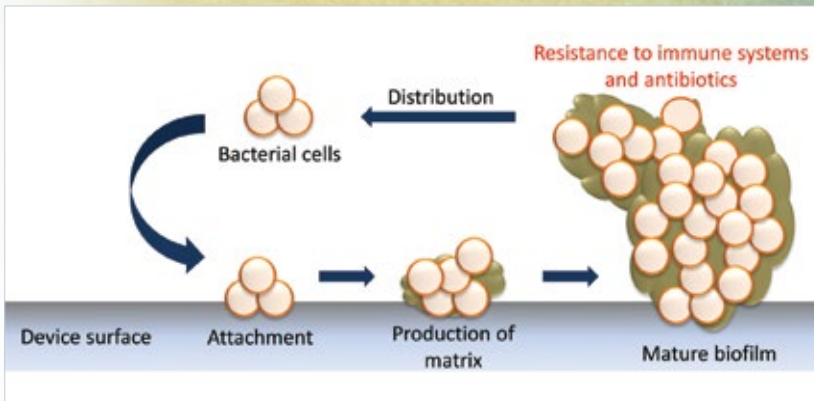 Resistance to immune systems
and antibiotics
Distribution
Bacterial cells
Device surface
Attachment
Production of
matrix
Mature biofilm